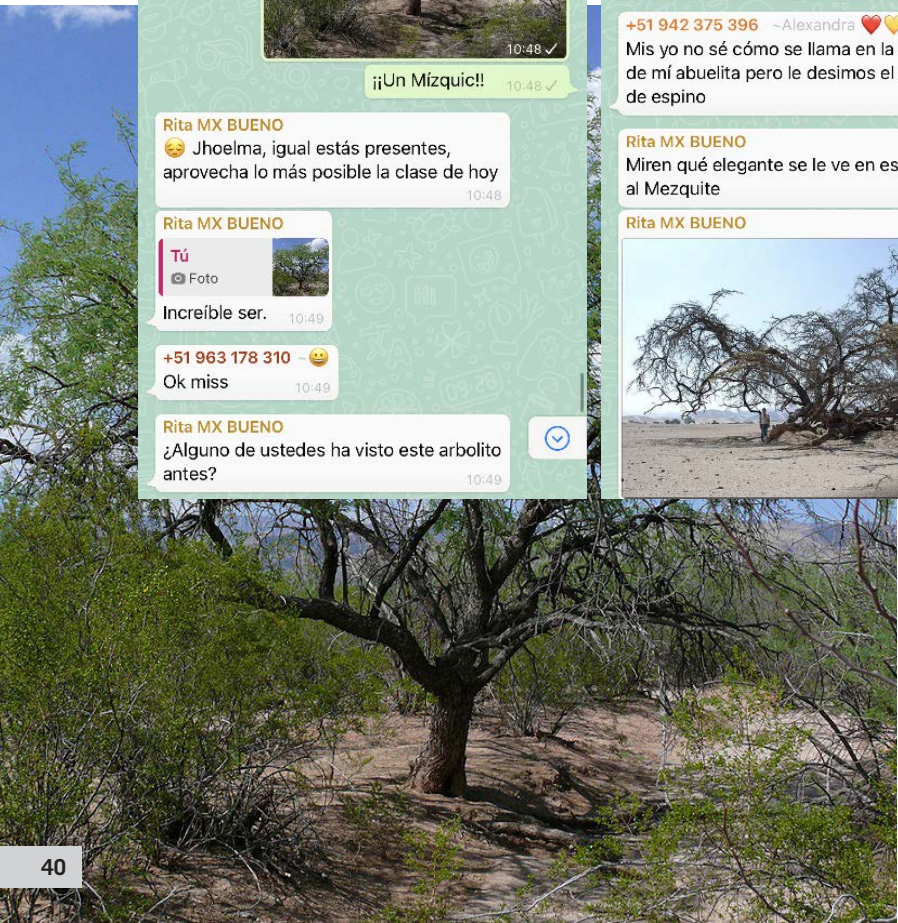 10:48
¡¡Un Mízquic!! 10:48
Rita MX BUENO
😔 Jhoelma, igual estás presentes,
aprovecha lo más posible la clase de hoy
10:48
Rita MX BUENO
Tú
Foto
Increíble ser. 10:49
+51 963 178 310 ~😀
Ok miss 10:49
Rita MX BUENO
¿Alguno de ustedes ha visto este arbolito
antes? 10:49
+51 942 375 396 ~Alexandra ❤️💛
Mis yo no sé cómo se llama en la
de mí abuelita pero le desimos el
de espino
Rita MX BUENO
Miren qué elegante se le ve en es
al Mezquite
Rita MX BUENO
40